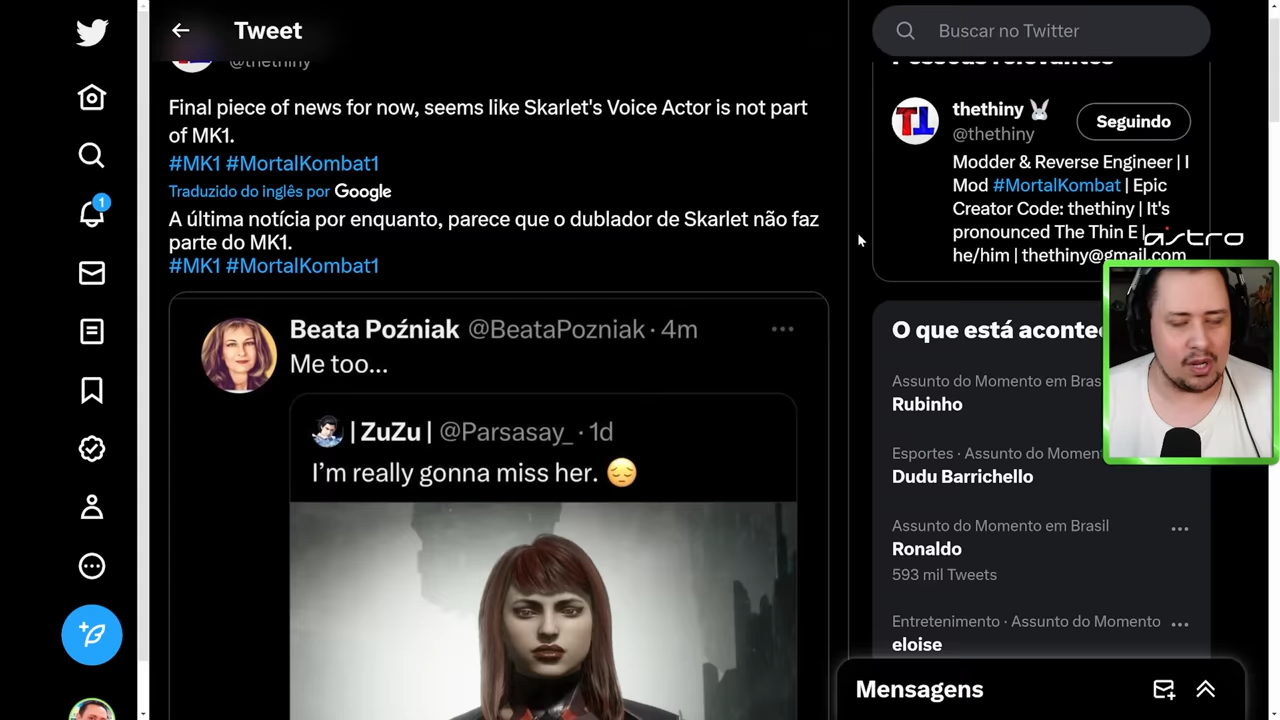 Tweet
@thethiny
Final piece of news for now, seems like Skarlet's Voice Actor is not part
of MK1.
#MK1 #MortalKombat1
Traduzido do inglês por Google
A última notícia por enquanto, parece que o dublador de Skarlet não faz
parte do MK1.
#MK1 #MortalKombat1
Beata Poźniak @BeataPozniak · 4m
Me too...
| ZuZu | @Parsasay_ · 1d
I'm really gonna miss her. 😔
1
Buscar no Twitter
Pessoas relevantes
thethiny 🐰
@thethiny
Seguindo
Modder & Reverse Engineer | I
Mod #MortalKombat | Epic
Creator Code: thethiny | It's
pronounced The Thin E |
he/him | thethiny@gmail.com
astro
O que está aconte
Assunto do Momento em Bras
Rubinho
Esportes · Assunto do Moment
Dudu Barrichello
Assunto do Momento em Brasil
Ronaldo
593 mil Tweets
Entretenimento · Assunto do Momento
eloise
Mensagens